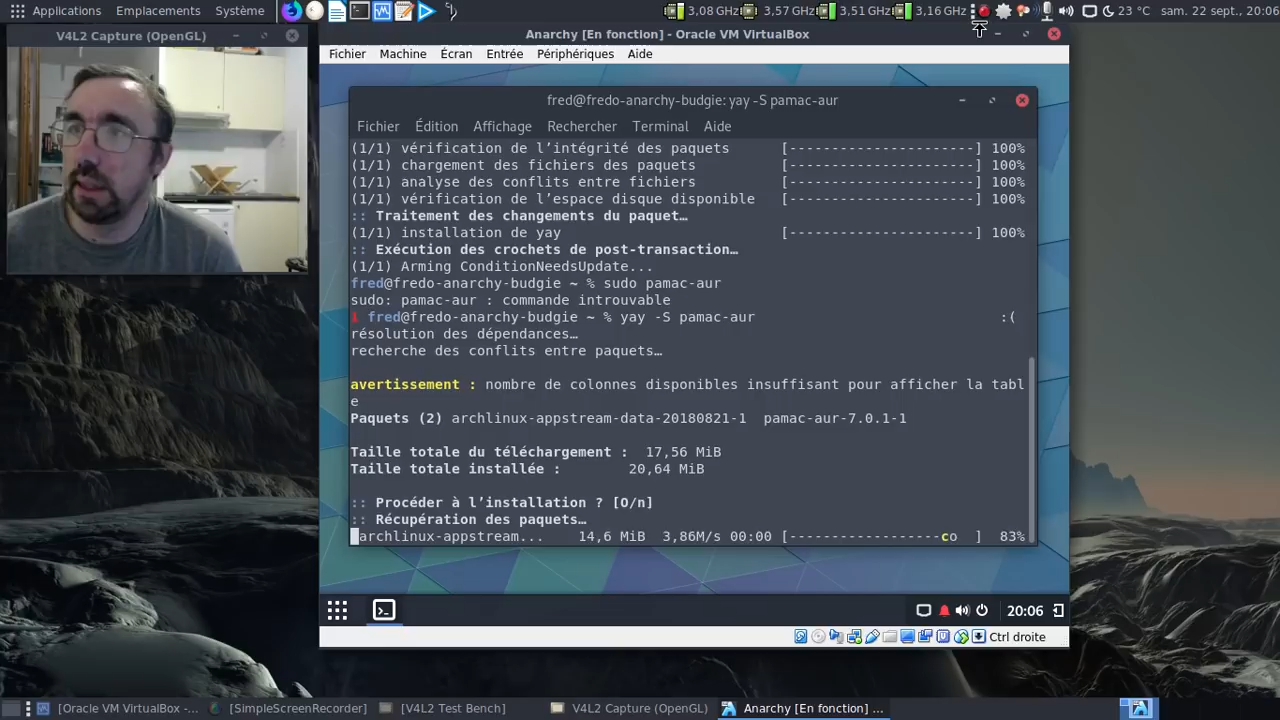 Applications Emplacements Système 3,08 GHz 3,57 GHz 3,51 GHz 3,16 GHz 23 °C sam. 22 sept., 20:06
V4L2 Capture (OpenGL)
Anarchy [En fonction] - Oracle VM VirtualBox
Fichier Machine Écran Entrée Périphériques Aide
fred@fredo-anarchy-budgie: yay -S pamac-aur
Fichier Édition Affichage Rechercher Terminal Aide
(1/1) vérification de l’intégrité des paquets [----------------------] 100%
(1/1) chargement des fichiers des paquets [----------------------] 100%
(1/1) analyse des conflits entre fichiers [----------------------] 100%
(1/1) vérification de l’espace disque disponible [----------------------] 100%
:: Traitement des changements du paquet…
(1/1) installation de yay [----------------------] 100%
:: Exécution des crochets de post-transaction…
(1/1) Arming ConditionNeedsUpdate...
fred@fredo-anarchy-budgie ~ % sudo pamac-aur
sudo: pamac-aur : commande introuvable
fred@fredo-anarchy-budgie ~ % yay -S pamac-aur :(
résolution des dépendances…
recherche des conflits entre paquets…
avertissement : nombre de colonnes disponibles insuffisant pour afficher la tabl
e
Paquets (2) archlinux-appstream-data-20180821-1 pamac-aur-7.0.1-1
Taille totale du téléchargement : 17,56 MiB
Taille totale installée : 20,64 MiB
:: Procéder à l’installation ? [O/n]
:: Récupération des paquets…
archlinux-appstream... 14,6 MiB 3,86M/s 00:00 [------------------co ] 83%
20:06
Ctrl droite
[Oracle VM VirtualBox -... [SimpleScreenRecorder] [V4L2 Test Bench] V4L2 Capture (OpenGL) Anarchy [En fonction] ...